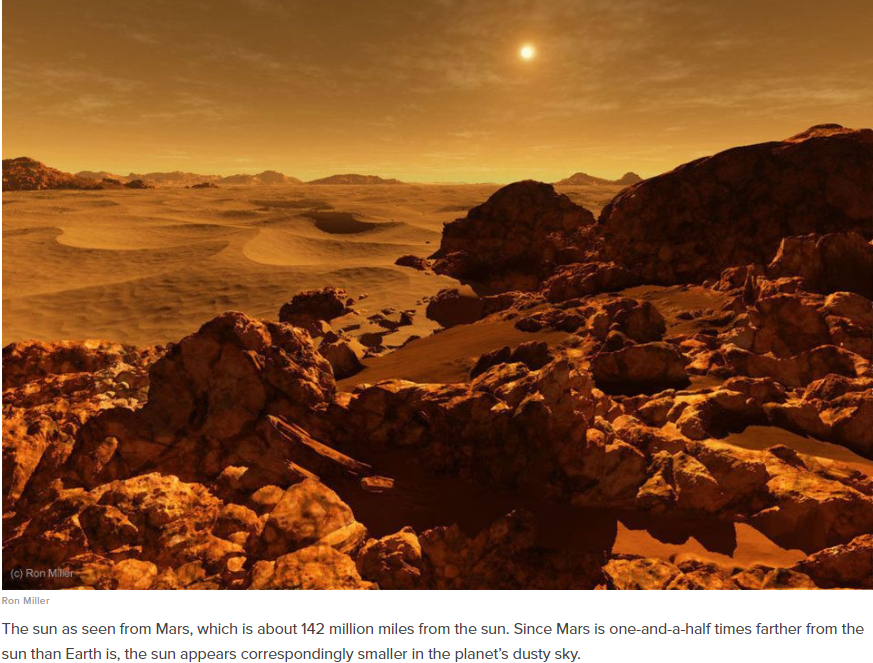 (c) Ron Miller
Ron Miller
The sun as seen from Mars, which is about 142 million miles from the sun. Since Mars is one-and-a-half times farther from the
sun than Earth is, the sun appears correspondingly smaller in the planet’s dusty sky.